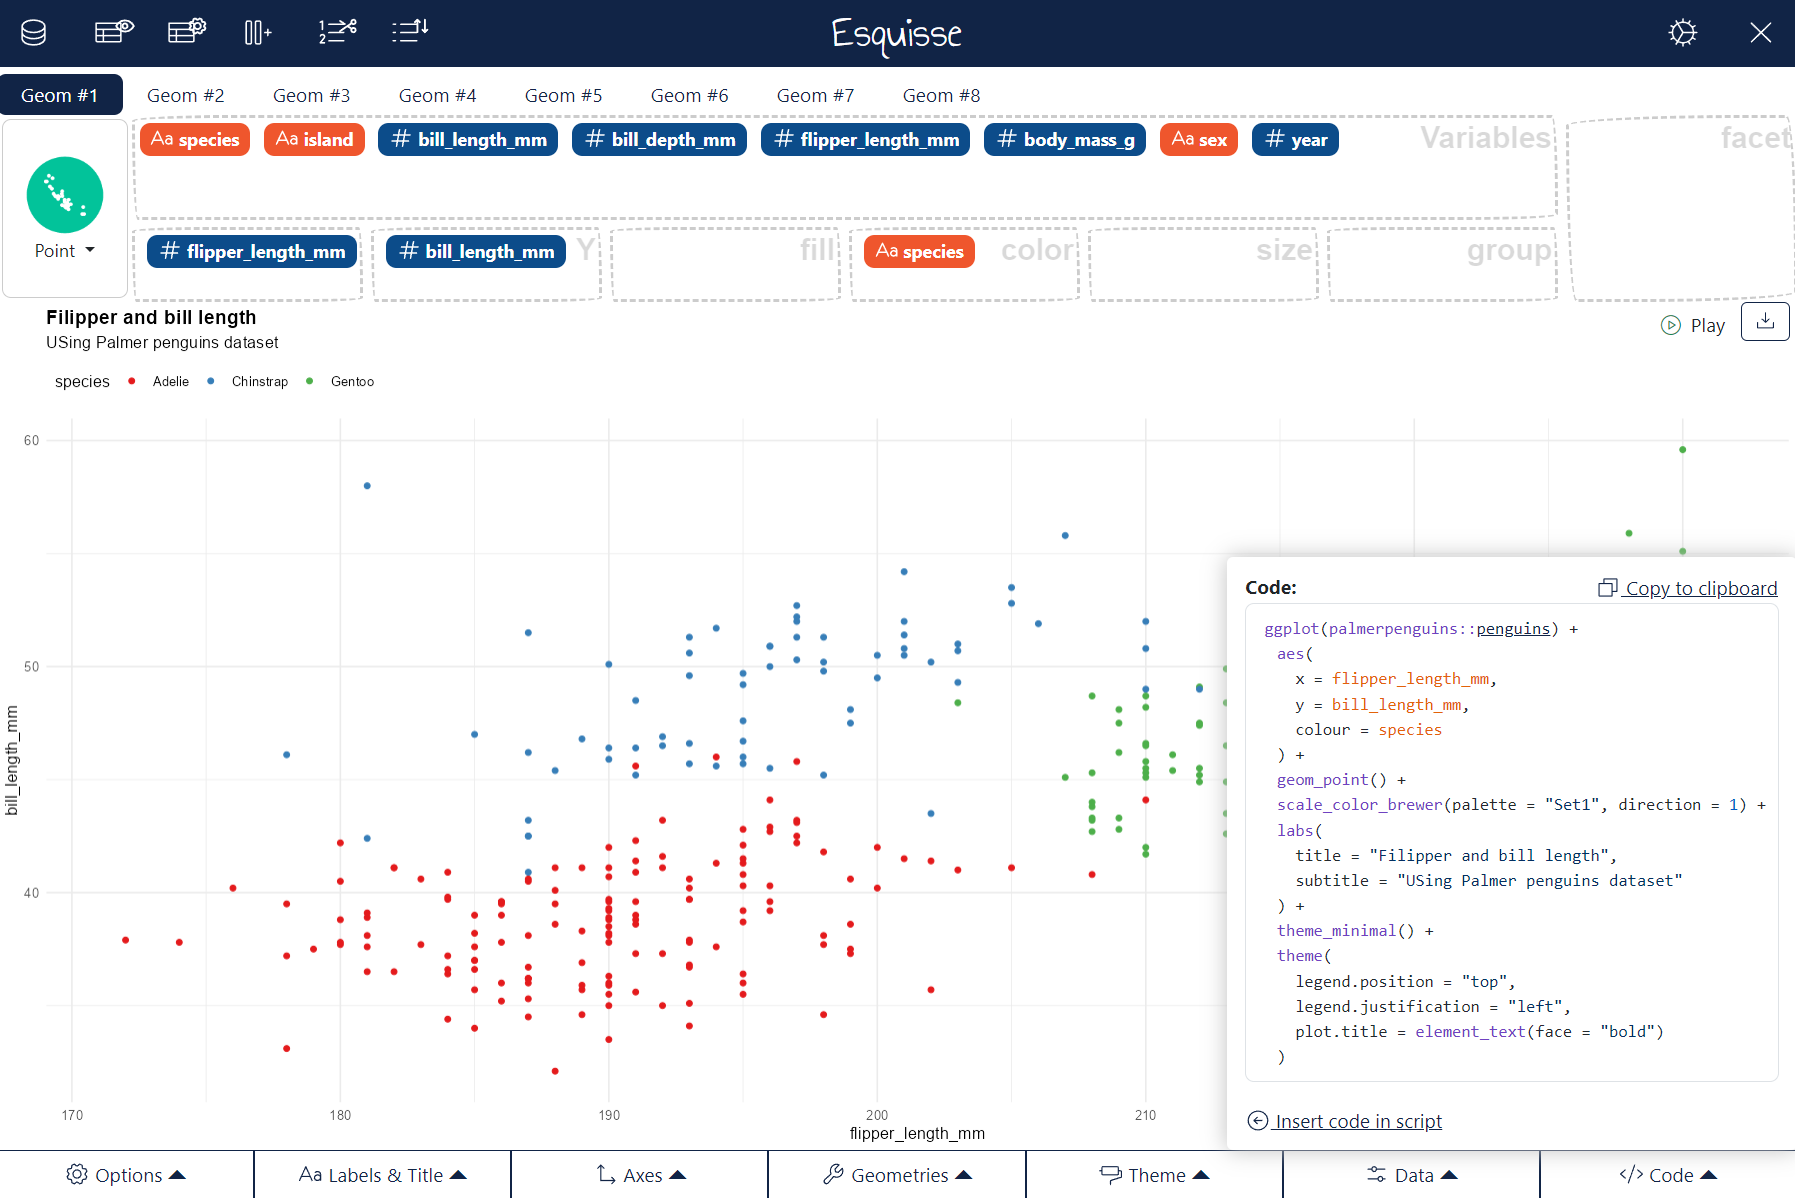 Esquisse
Geom #1 Geom #2 Geom #3 Geom #4 Geom #5 Geom #6 Geom #7 Geom #8
Aa species Aa island # bill_length_mm # bill_depth_mm # flipper_length_mm # body_mass_g Aa sex # year Variables facet
Point
# flipper_length_mm # bill_length_mm Y fill Aa species color size group
Filipper and bill length
USing Palmer penguins dataset
Play
species Adelie Chinstrap Gentoo
60
50
40
bill_length_mm
170 180 190 200 210
flipper_length_mm
Code:
Copy to clipboard
ggplot(palmerpenguins::penguins) +
aes(
x = flipper_length_mm,
y = bill_length_mm,
colour = species
) +
geom_point() +
scale_color_brewer(palette = "Set1", direction = 1) +
labs(
title = "Filipper and bill length",
subtitle = "USing Palmer penguins dataset"
) +
theme_minimal() +
theme(
legend.position = "top",
legend.justification = "left",
plot.title = element_text(face = "bold")
)
Insert code in script
Options Aa Labels & Title Axes Geometries Theme Data </> Code